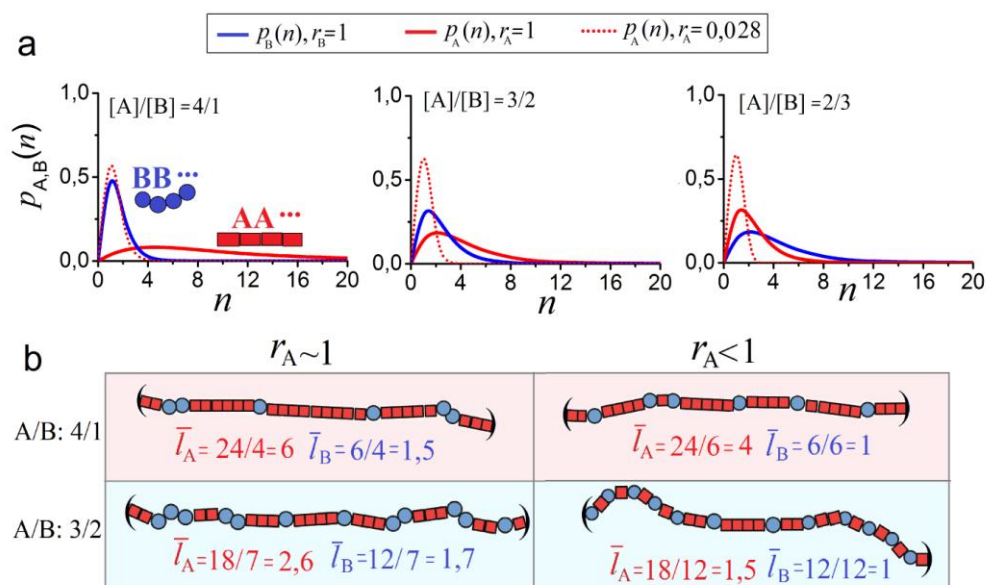 a
p_B(n), r_B=1 p_A(n), r_A=1 p_A(n), r_A=0,028
[A]/[B] = 4/1
[A]/[B] = 3/2
[A]/[B] = 2/3
p_A,B(n)
1,0
0,5
0,0
BB ...
AA ...
0 4 8 12 16 20
n
1,0
0,5
0,0
0 4 8 12 16 20
n
1,0
0,5
0,0
0 4 8 12 16 20
n
b
r_A~1 r_A<1
A/B: 4/1
l̅_A= 24/4= 6 l̅_B= 6/4=1,5
l̅_A= 24/6= 4 l̅_B= 6/6= 1
A/B: 3/2
l̅_A=18/7= 2,6 l̅_B=12/7 = 1,7
l̅_A=18/12= 1,5 l̅_B= 12/12= 1